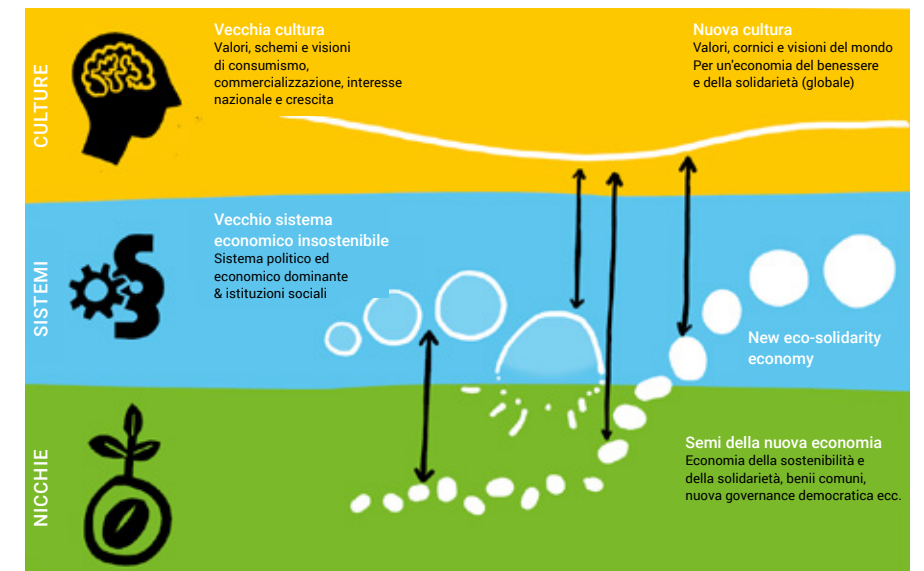 CULTURE
Vecchia cultura
Valori, schemi e visioni
di consumismo,
commercializzazione, interesse
nazionale e crescita
Nuova cultura
Valori, cornici e visioni del mondo
Per un'economia del benessere
e della solidarietà (globale)
SISTEMI
Vecchio sistema
economico insostenibile
Sistema politico ed
economico dominante
& istituzioni sociali
New eco-solidarity
economy
NICCHIE
Semi della nuova economia
Economia della sostenibilità e
della solidarietà, benii comuni,
nuova governance democratica ecc.